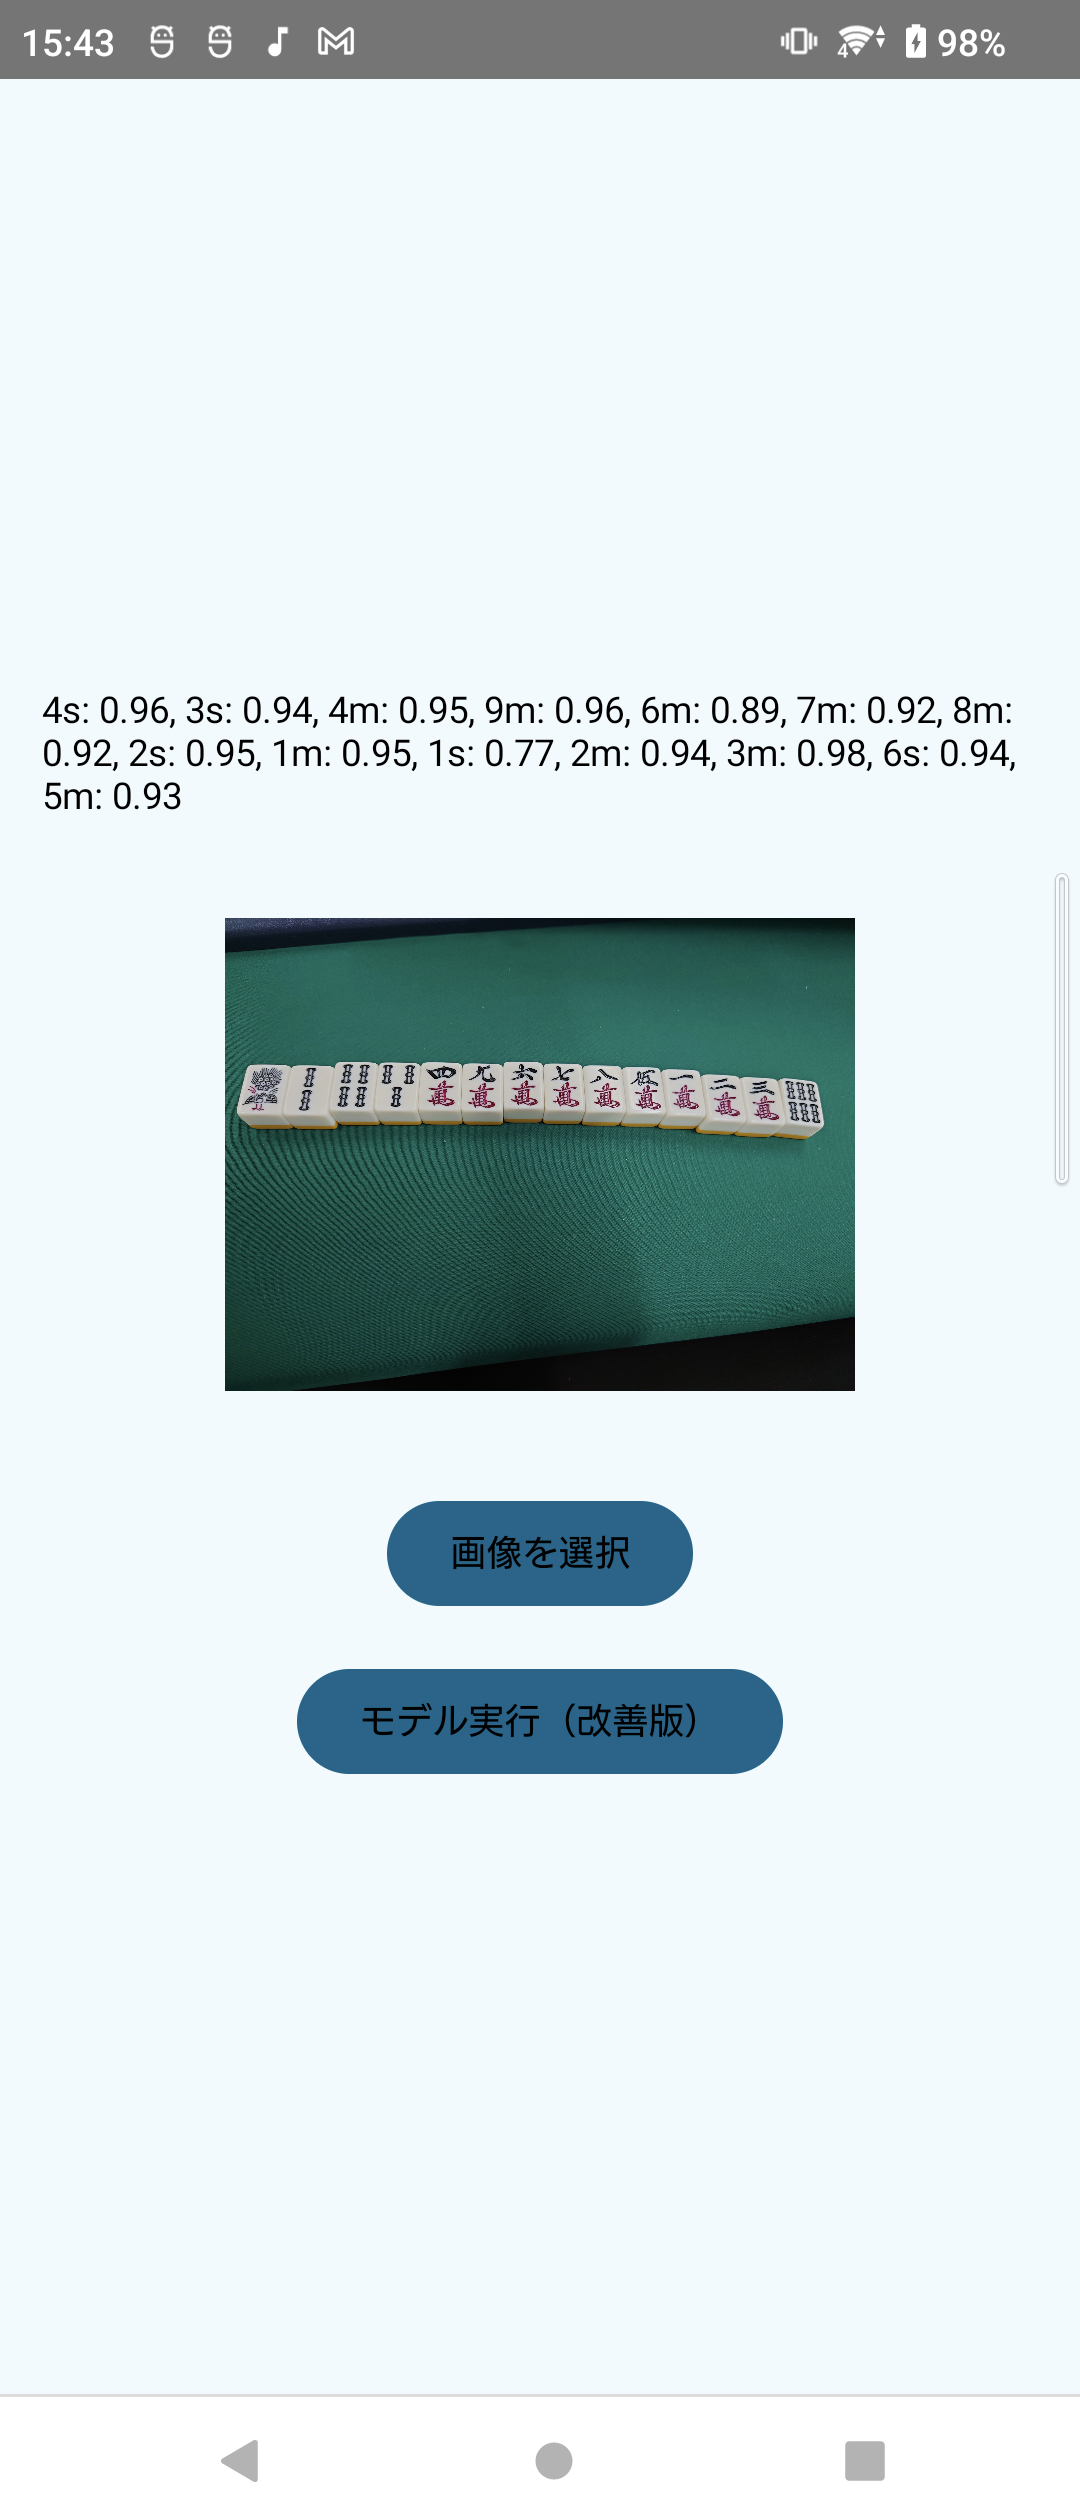 15:43
4
98%
4s: 0.96, 3s: 0.94, 4m: 0.95, 9m: 0.96, 6m: 0.89, 7m: 0.92, 8m:
0.92, 2s: 0.95, 1m: 0.95, 1s: 0.77, 2m: 0.94, 3m: 0.98, 6s: 0.94,
5m: 0.93
四萬 九萬 六萬 七萬 八萬 伍萬 一萬 二萬 三萬
画像を選択
モデル実行（改善版）